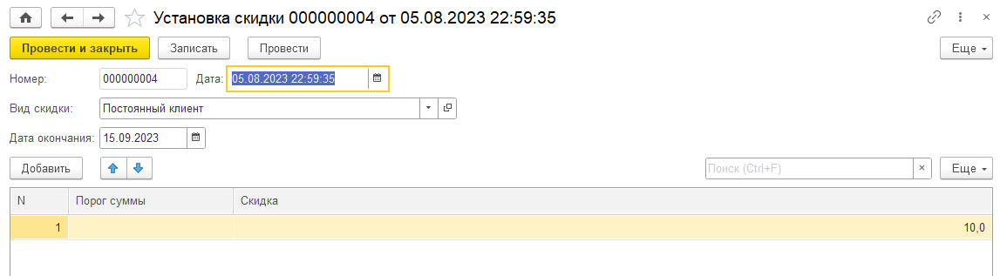 Установка скидки 000000004 от 05.08.2023 22:59:35
Провести и закрыть Записать Провести Еще
Номер: 000000004 Дата: 05.08.2023 22:59:35
Вид скидки: Постоянный клиент
Дата окончания: 15.09.2023
Добавить Поиск (Ctrl+F) × Еще
N Порог суммы Скидка
1 10,0